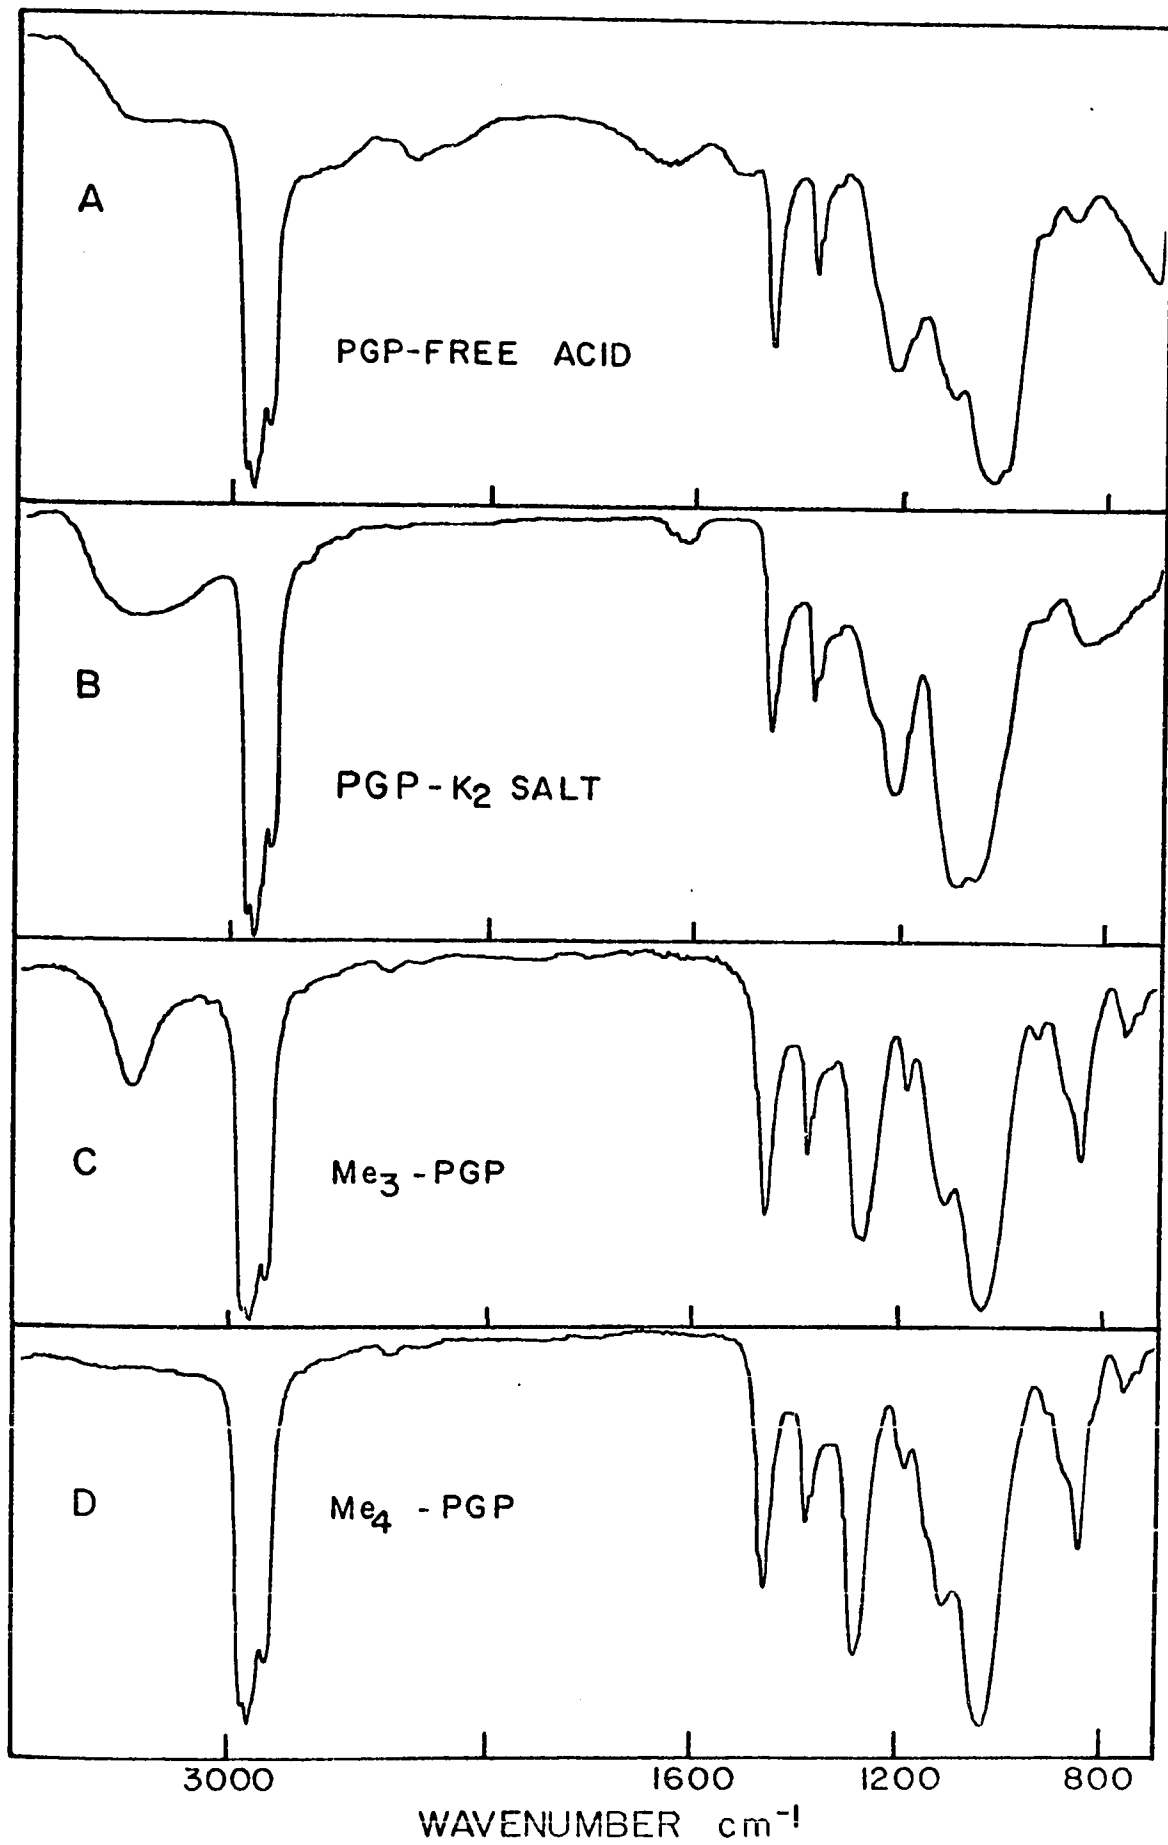 A
PGP-FREE ACID
B
PGP-K2 SALT
C
Me3-PGP
D
Me4-PGP
3000 1600 1200 800
WAVENUMBER cm-1